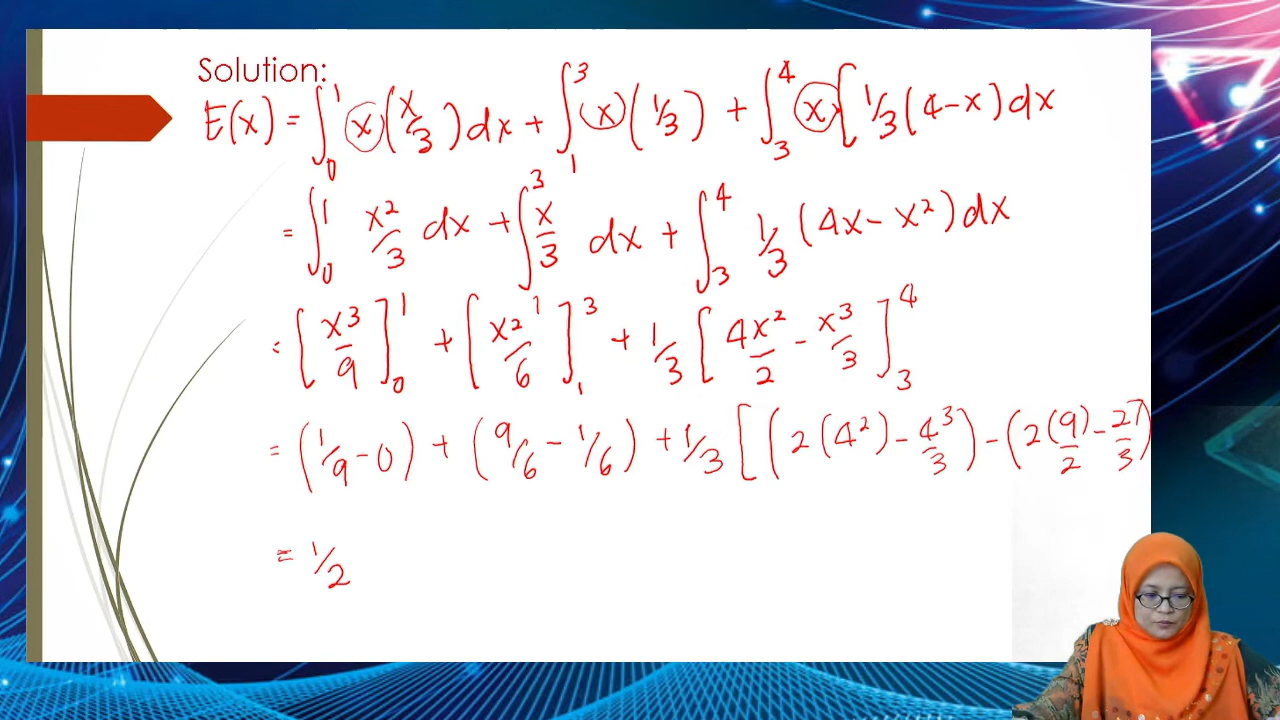 Solution:
E(x) = ∫₀¹ x (x/3) dx + ∫₁³ (x) (1/3) + ∫₃⁴ x [1/3 (4-x) dx
= ∫₀¹ x²/3 dx + ∫₁³ x/3 dx + ∫₃⁴ 1/3 (4x - x²) dx
= [x³/9]₀¹ + [x²/6]₁³ + 1/3 [4x²/2 - x³/3]₃⁴
= (1/9 - 0) + (9/6 - 1/6) + 1/3 [(2(4²) - 4³/3) - (2(9)/2 - 27/3)
= 1/2